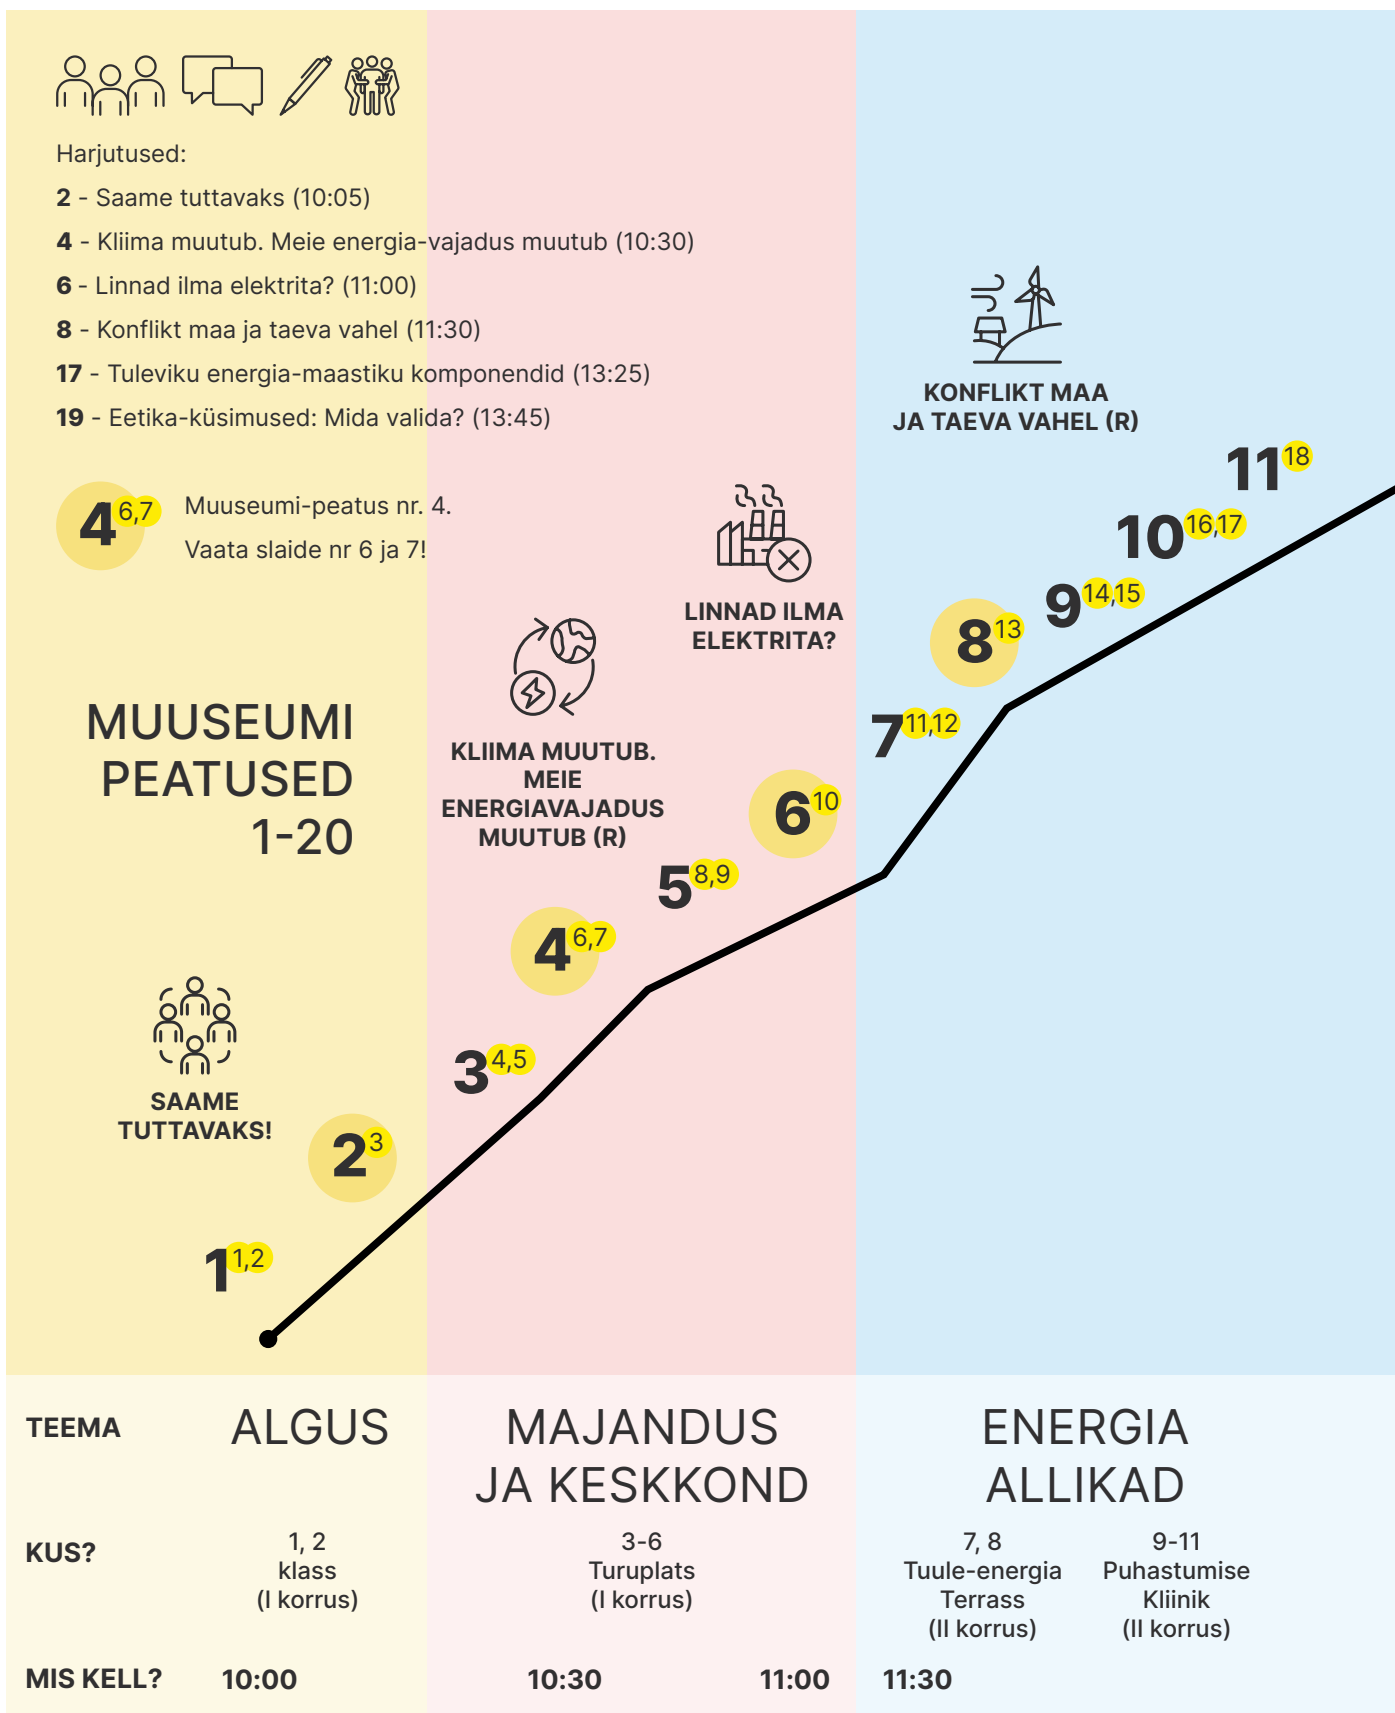 Harjutused:
2 - Saame tuttavaks (10:05)
4 - Kliima muutub. Meie energia-vajadus muutub (10:30)
6 - Linnad ilma elektrita? (11:00)
8 - Konflikt maa ja taeva vahel (11:30)
17 - Tuleviku energia-maastiku komponendid (13:25)
19 - Eetika-küsimused: Mida valida? (13:45)
4 6,7
Muuseumi-peatus nr. 4.
Vaata slaide nr 6 ja 7!
MUUSEUMI
PEATUSED
1-20
SAAME
TUTTAVAKS!
1 1,2
2 3
KLIIMA MUUTUB.
MEIE
ENERGIAVAJADUS
MUUTUB (R)
3 4,5
4 6,7
LINNAD ILMA
ELEKTRITA?
5 8,9
6 10
KONFLIKT MAA
JA TAEVA VAHEL (R)
7 11,12
8 13
9 14,15
10 16,17
11 18
TEEMA
ALGUS
MAJANDUS
JA KESKKOND
ENERGIA
ALLIKAD
KUS?
1, 2
klass
(I korrus)
3-6
Turuplats
(I korrus)
7, 8
Tuule-energia
Terrass
(II korrus)
9-11
Puhastumise
Kliinik
(II korrus)
MIS KELL?
10:00
10:30
11:00
11:30